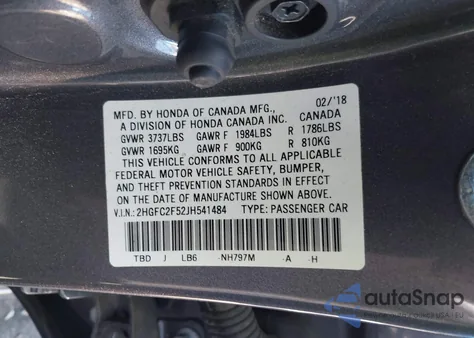 MFD. BY HONDA OF CANADA MFG., 02/'18
A DIVISION OF HONDA CANADA INC. CANADA
GVWR 3737LBS GAWR F 1984LBS R 1786LBS
GVWR 1695KG GAWR F 900KG R 810KG
THIS VEHICLE CONFORMS TO ALL APPLICABLE
FEDERAL MOTOR VEHICLE SAFETY, BUMPER,
AND THEFT PREVENTION STANDARDS IN EFFECT
ON THE DATE OF MANUFACTURE SHOWN ABOVE.
V.I.N: 2HGFC2F52JH541484 TYPE: PASSENGER CAR
TBD J LB6 -NH797M -A -H
autoSnap